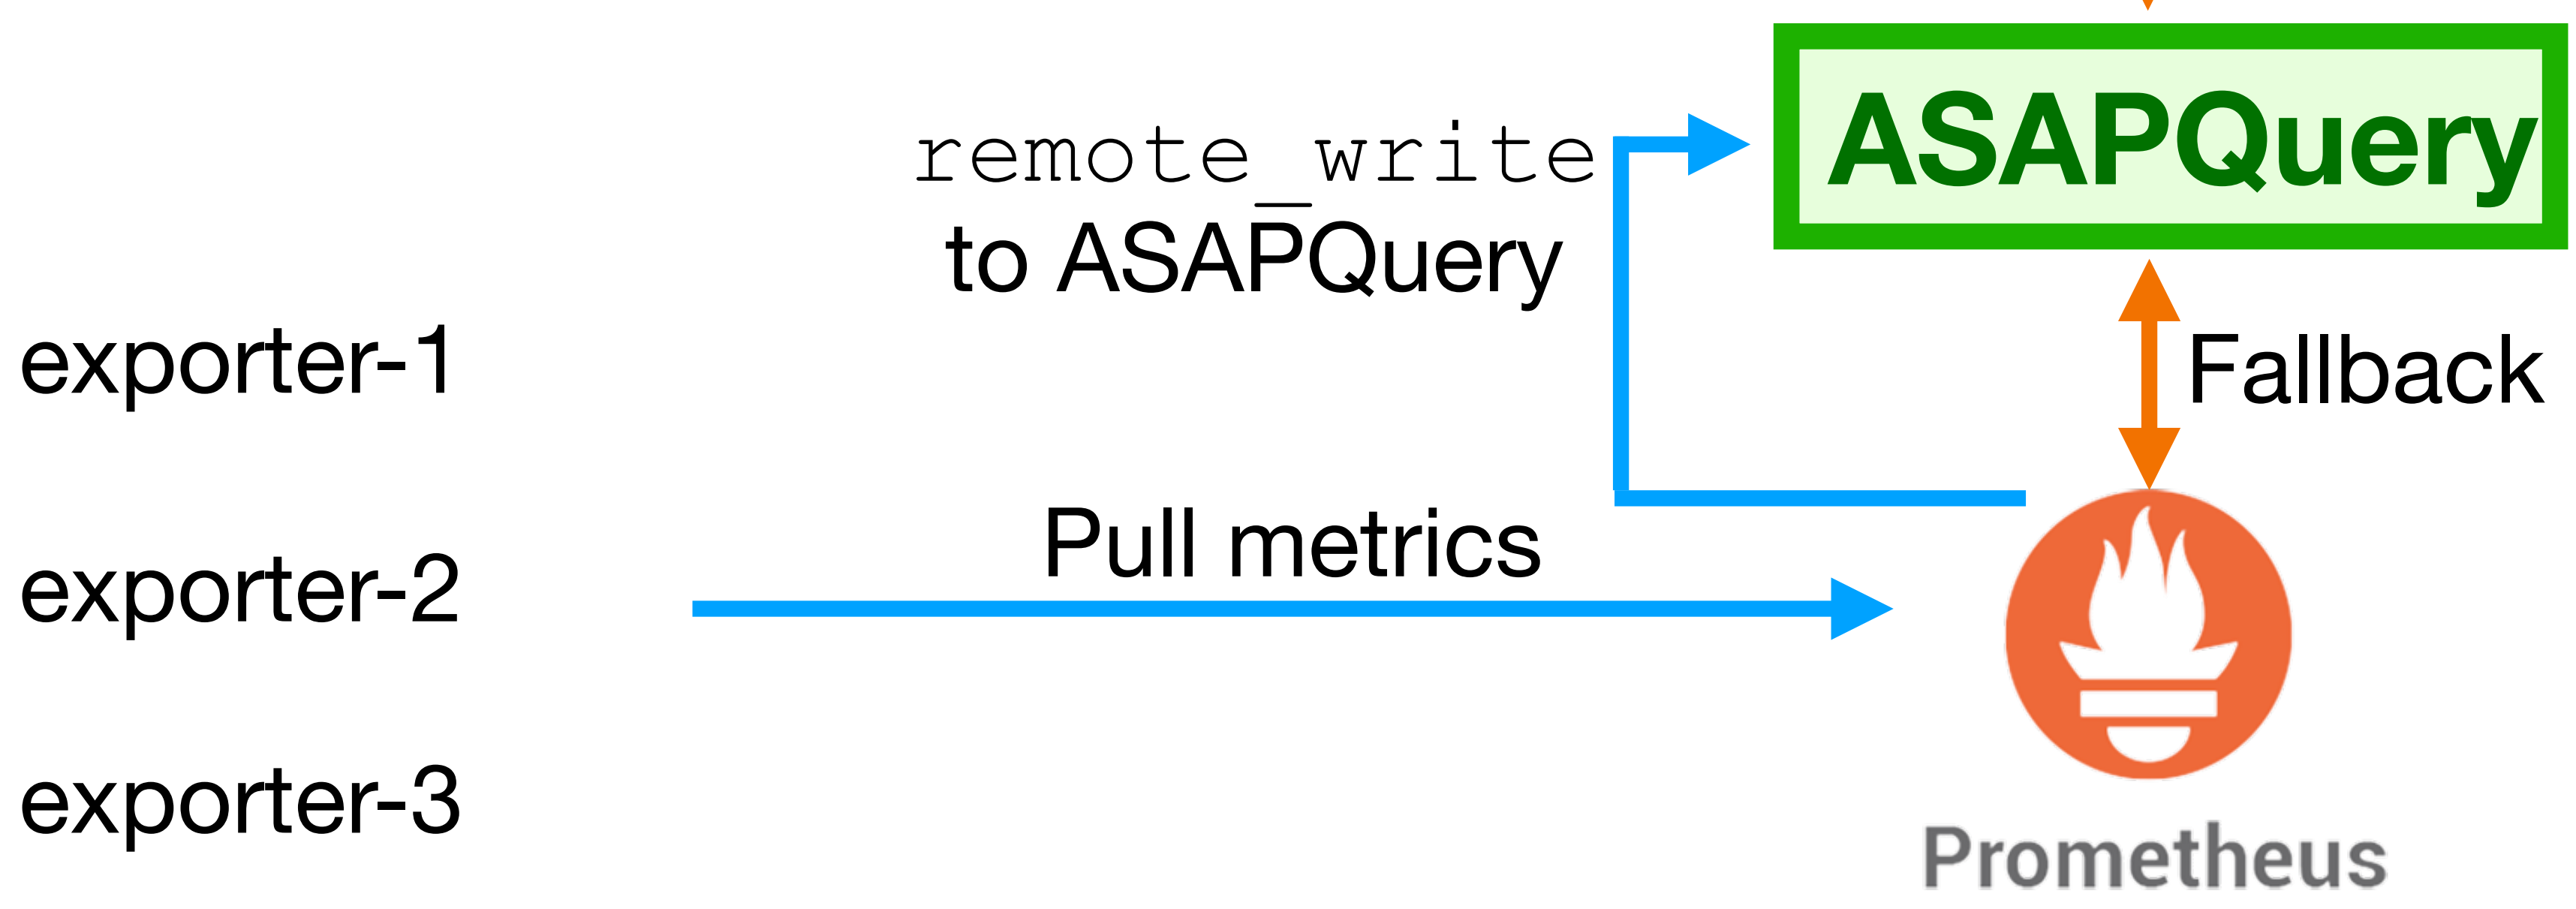 ASAPQuery
remote_write
to ASAPQuery
exporter-1
Fallback
Pull metrics
exporter-2
exporter-3
Prometheus